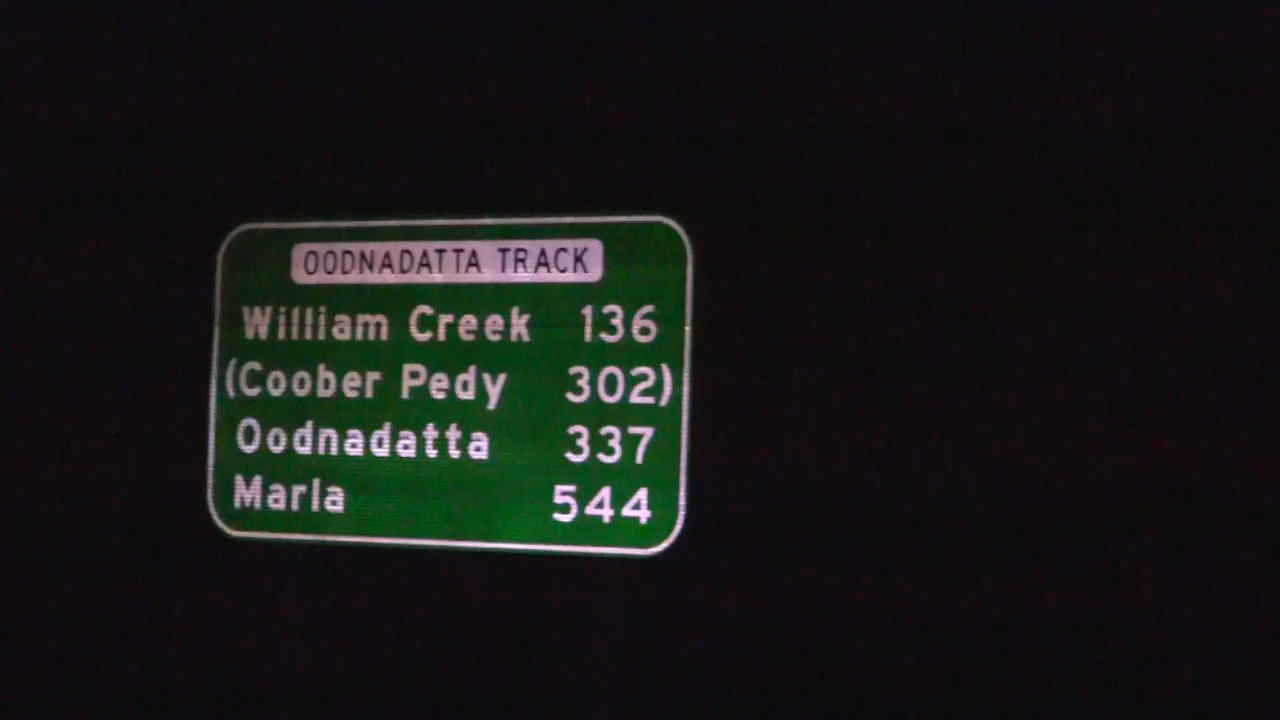 OODNADATTA TRACK
William Creek 136
(Coober Pedy 302)
Oodnadatta 337
Marla 544